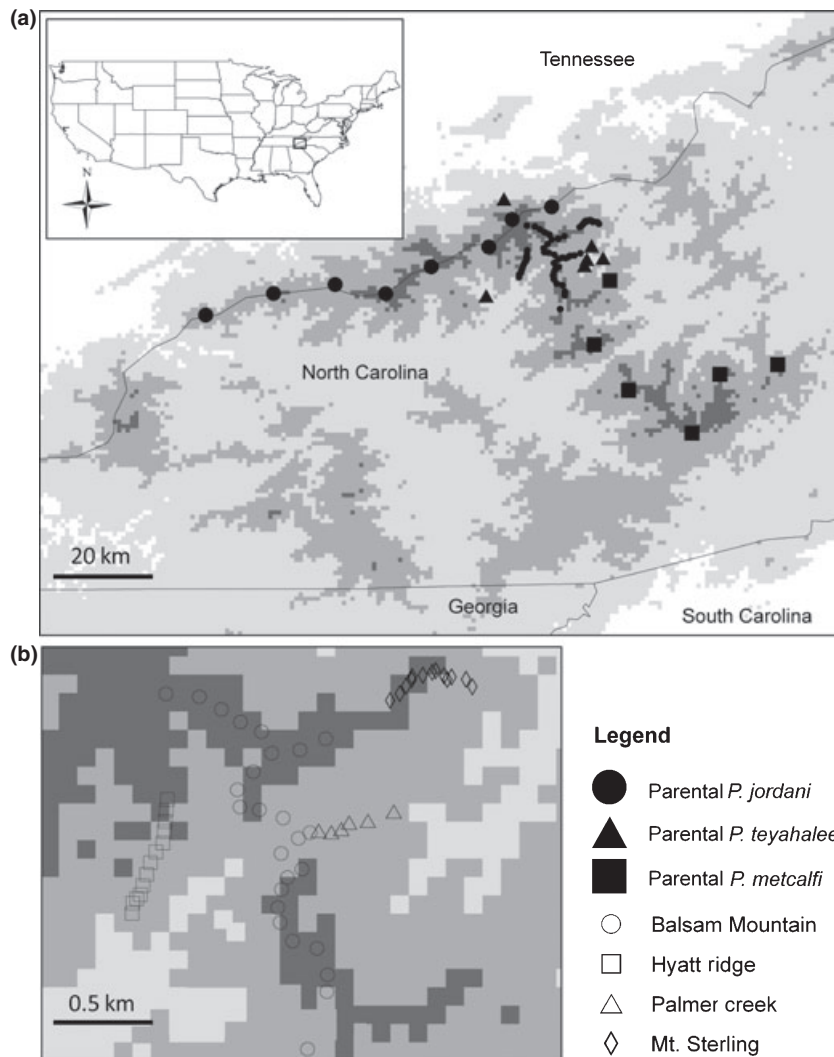 (a)
Tennessee
North Carolina
20 km
Georgia
South Carolina
(b)
0.5 km
Legend
Parental P. jordani
Parental P. teyahalee
Parental P. metcalfi
Balsam Mountain
Hyatt ridge
Palmer creek
Mt. Sterling